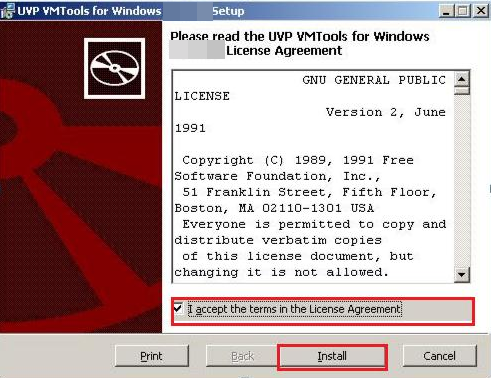 UVP VMTools for Windows Setup
Please read the UVP VMTools for Windows
License Agreement
GNU GENERAL PUBLIC
LICENSE
Version 2, June
1991
Copyright (C) 1989, 1991 Free
Software Foundation, Inc.,
51 Franklin Street, Fifth Floor,
Boston, MA 02110-1301 USA
Everyone is permitted to copy and
distribute verbatim copies
of this license document, but
changing it is not allowed.
I accept the terms in the License Agreement
Print Back Install Cancel